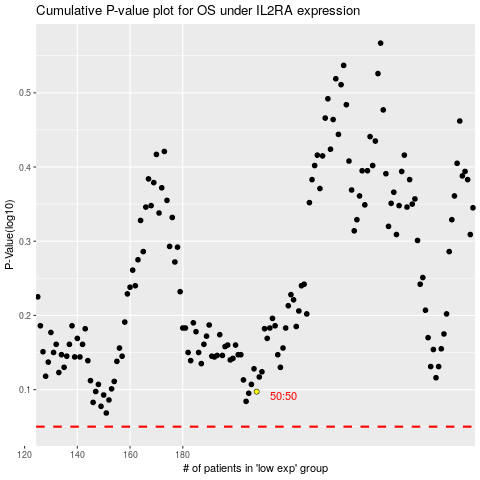 Cumulative P-value plot for OS under IL2RA expression
P-Value(log10)
0.5
0.4
0.3
0.2
0.1
50:50
120 140 160 180
# of patients in 'low exp' group